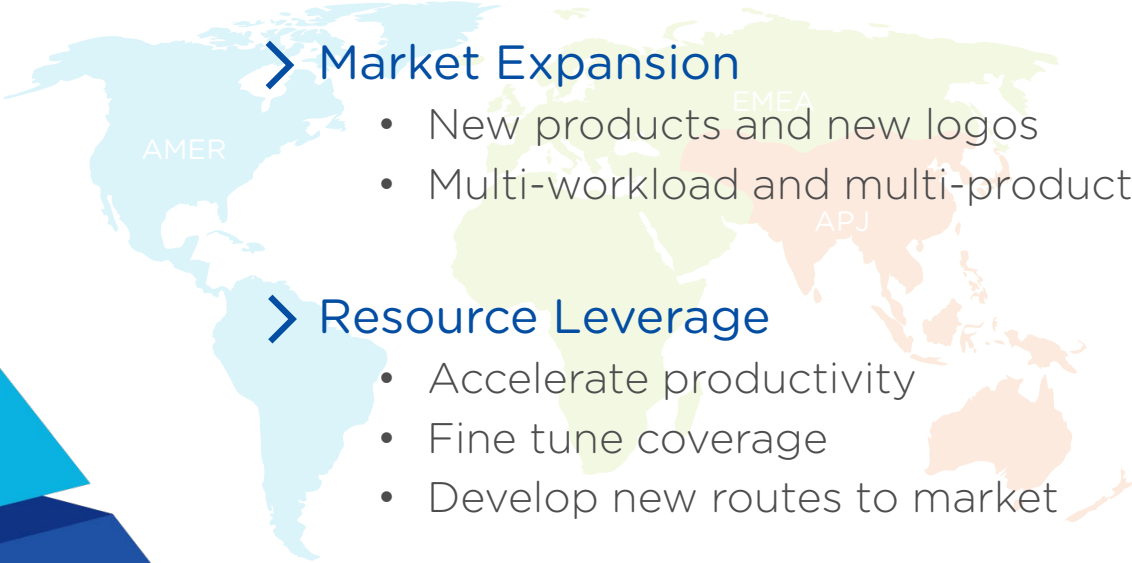 Market Expansion
EMEA
• New products and new logos
AMER
• Multi-workload and multi-product
APJ
Resource Leverage
• Accelerate productivity
• Fine tune coverage
• Develop new routes to market